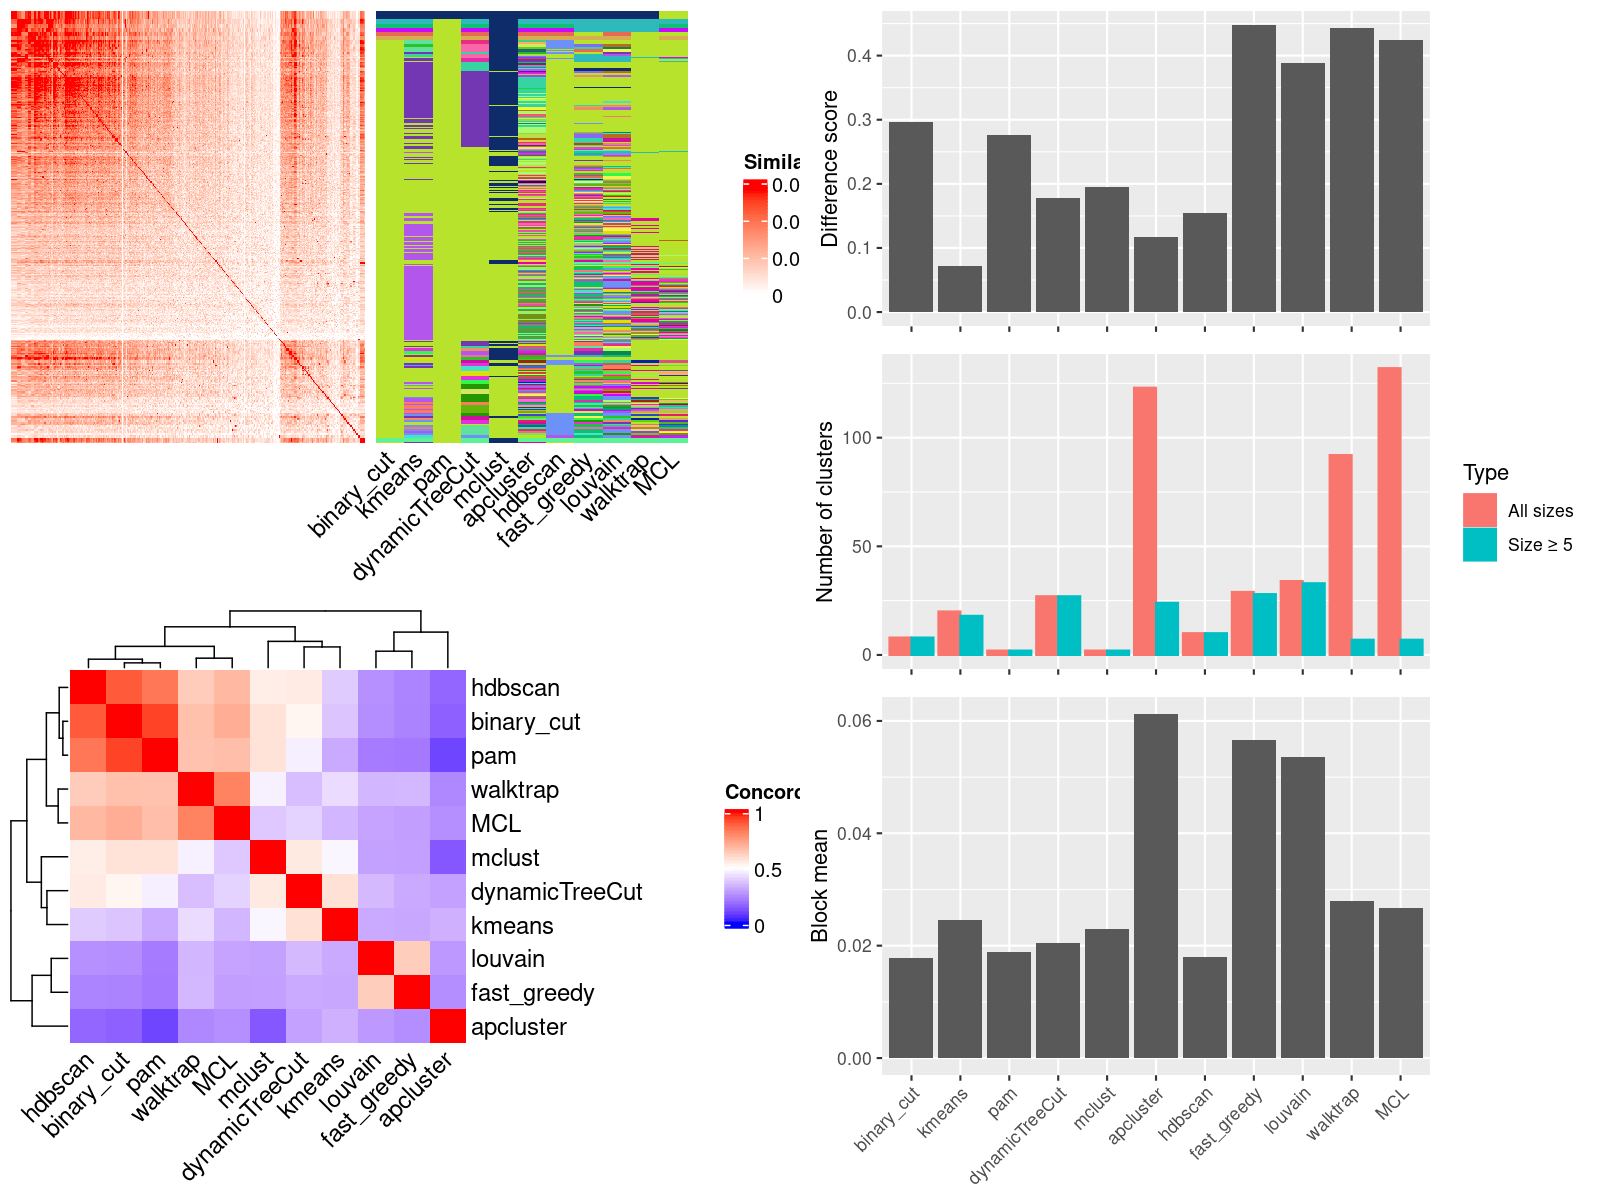 Simila
0.0
0.0
0.0
0
binary_cut
kmeans
pam
dynamicTreeCut
mclust
apcluster
hdbscan
fast_greedy
louvain
walktrap
MCL
hdbscan
binary_cut
pam
walktrap
MCL
mclust
dynamicTreeCut
kmeans
louvain
fast_greedy
apcluster
hdbscan
binary_cut
pam
walktrap
MCL
mclust
dynamicTreeCut
kmeans
louvain
fast_greedy
apcluster
Concord
1
0.5
0
Difference score
0.4
0.3
0.2
0.1
0.0
Number of clusters
100
50
0
Type
All sizes
Size ≥ 5
Block mean
0.06
0.04
0.02
0.00
binary_cut
kmeans
pam
dynamicTreeCut
mclust
apcluster
hdbscan
fast_greedy
louvain
walktrap
MCL